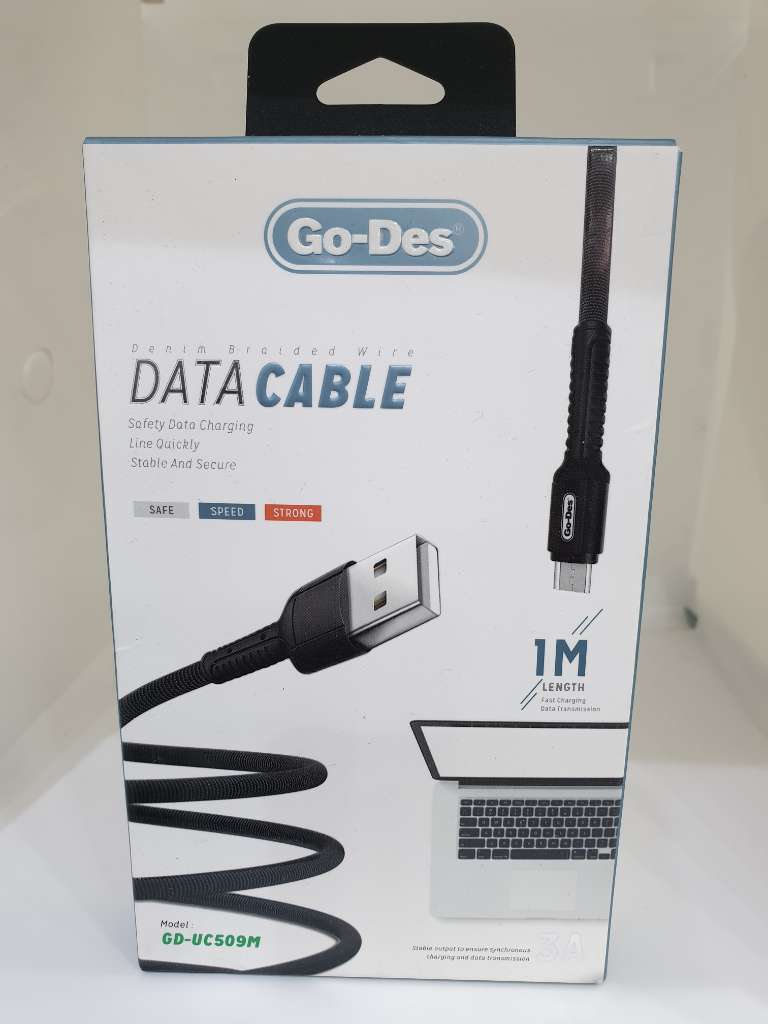 Go-Des®
Denim Braided Wire
DATA CABLE
Safety Data Charging
Line Quickly
Stable And Secure
SAFE SPEED STRONG
Go-Des
1M
LENGTH
Fast Charging
Data Transmission
Model :
GD-UC509M
Stable output to ensure synchronous
charging and data transmission
3A